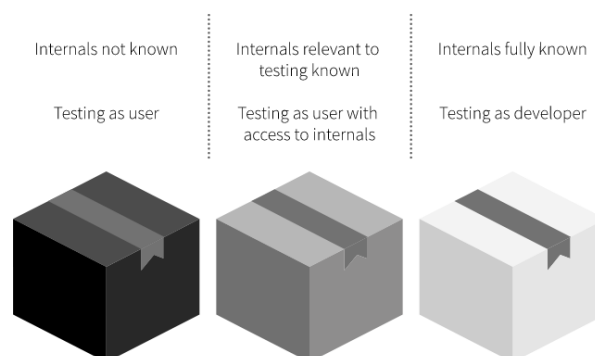 Internals not known
Testing as user
Internals relevant to
testing known
Testing as user with
access to internals
Internals fully known
Testing as developer